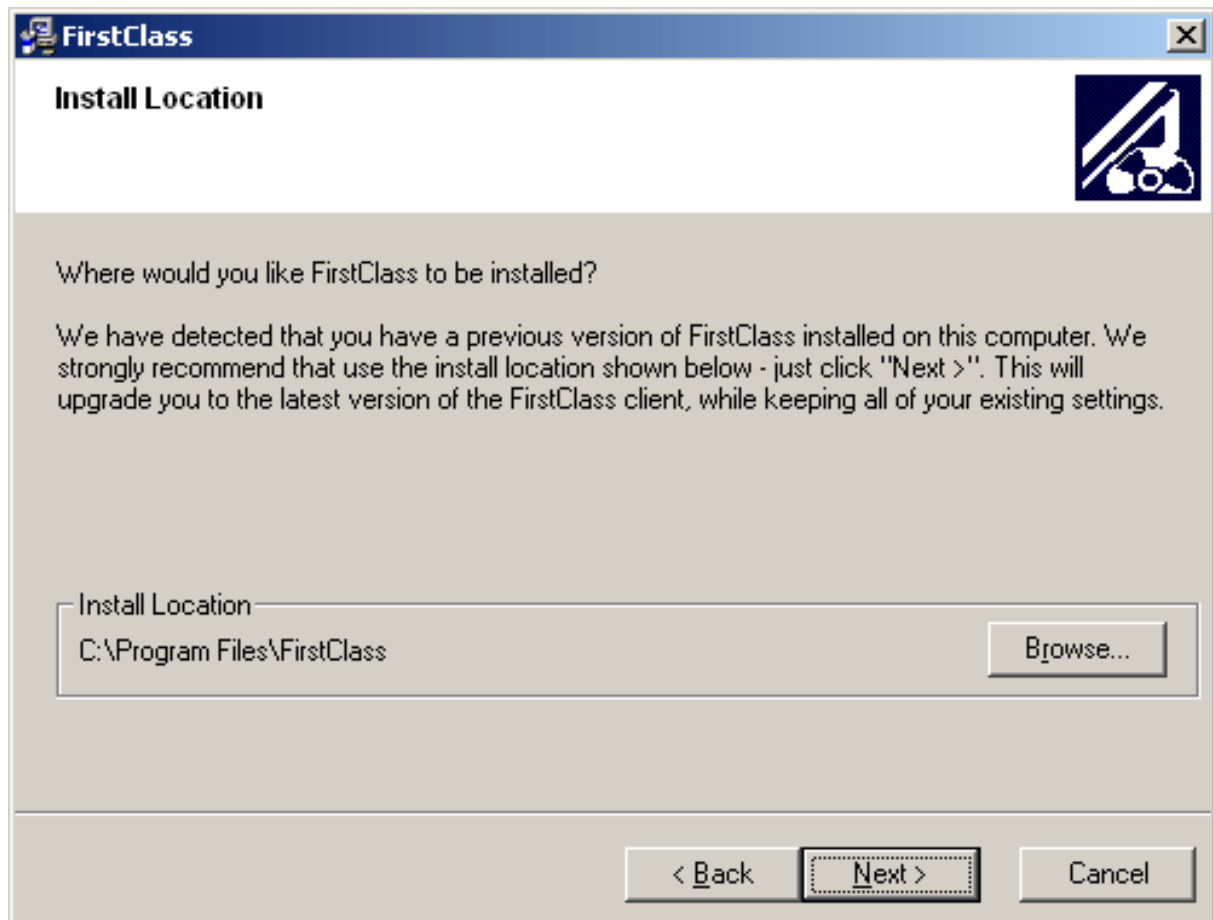 FirstClass
Install Location
Where would you like FirstClass to be installed?
We have detected that you have a previous version of FirstClass installed on this computer. We
strongly recommend that use the install location shown below - just click "Next >". This will
upgrade you to the latest version of the FirstClass client, while keeping all of your existing settings.
Install Location
C:\Program Files\FirstClass
Browse...
< Back
Next >
Cancel